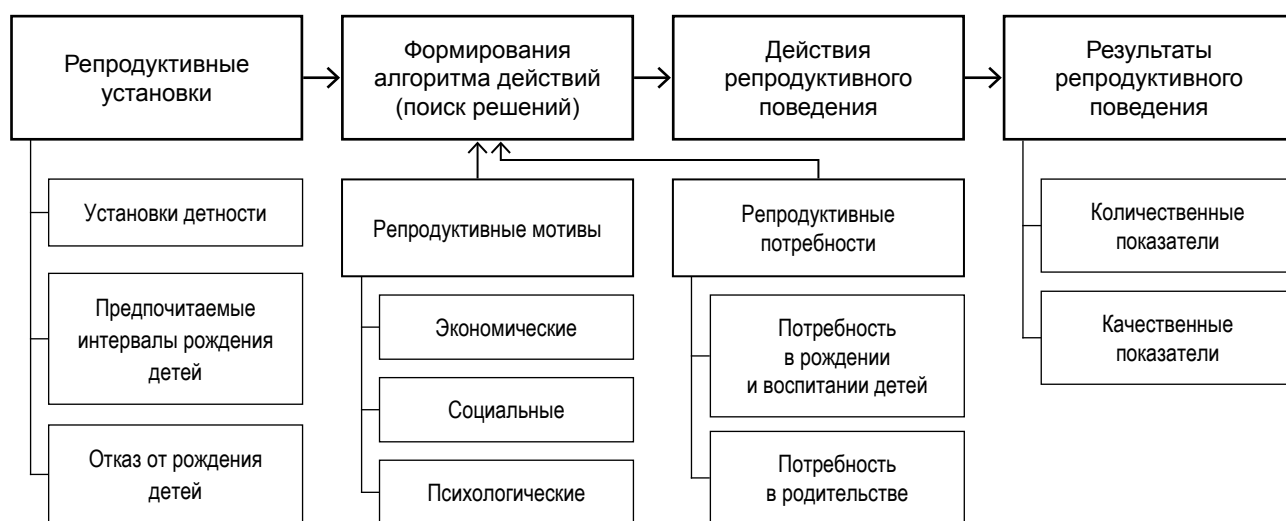 Репродуктивные
установки
Формирования
алгоритма действий
(поиск решений)
Действия
репродуктивного
поведения
Результаты
репродуктивного
поведения
Установки детности
Предпочитаемые
интервалы рождения
детей
Отказ от рождения
детей
Репродуктивные мотивы
Экономические
Социальные
Психологические
Репродуктивные
потребности
Потребность
в рождении
и воспитании детей
Потребность
в родительстве
Количественные
показатели
Качественные
показатели